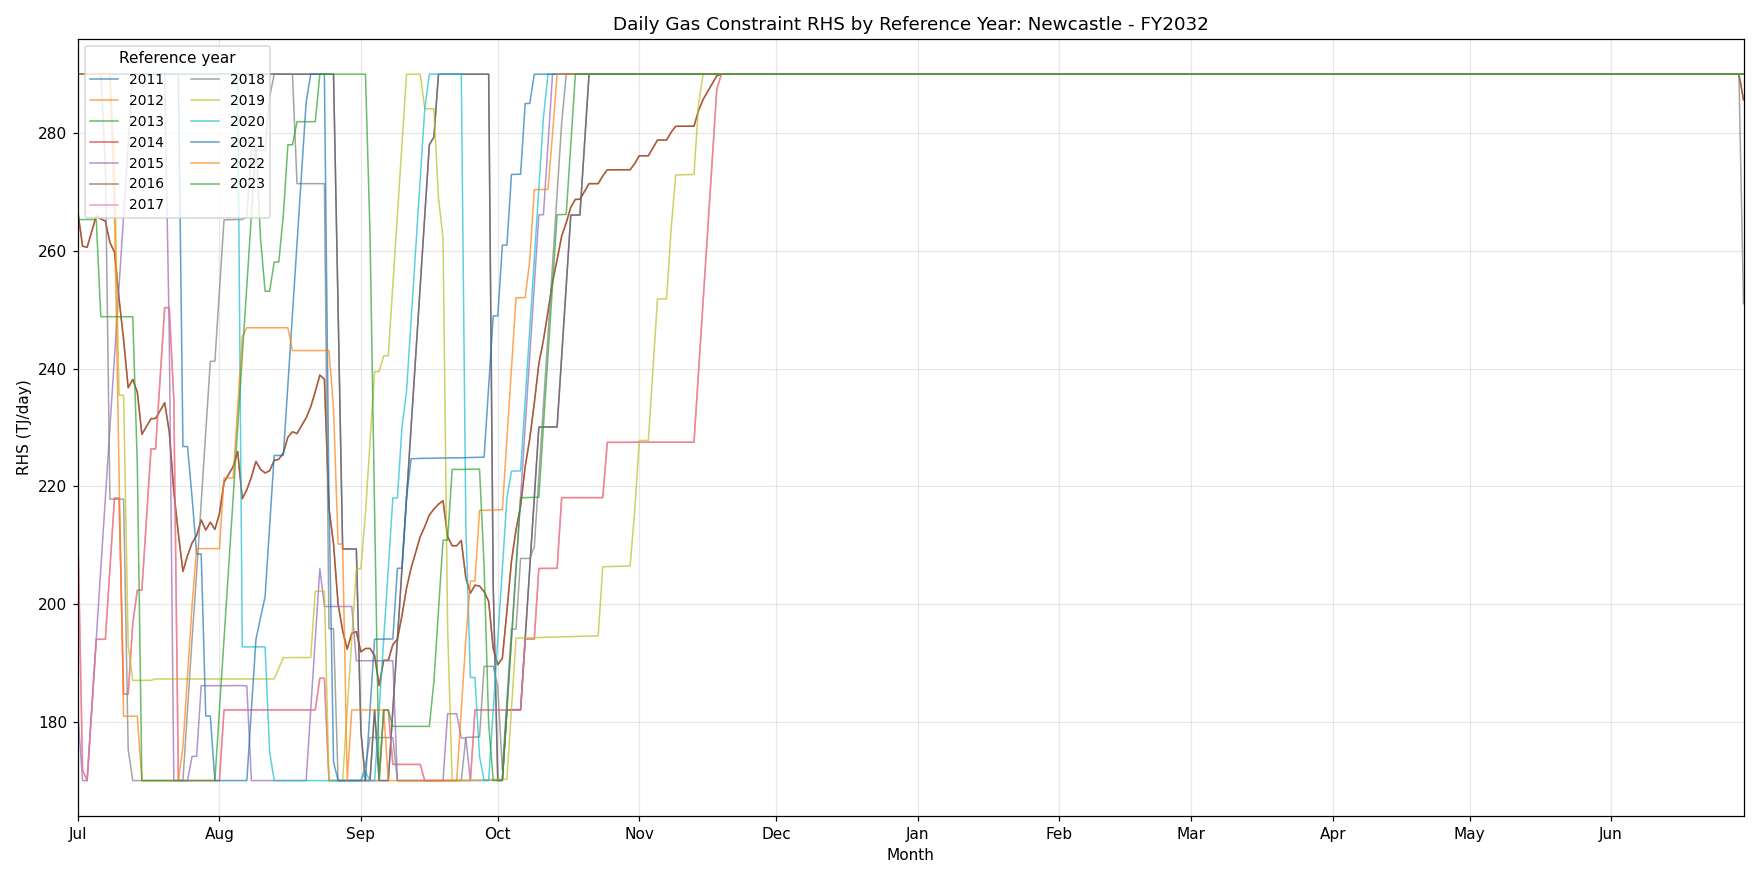 Daily Gas Constraint RHS by Reference Year: Newcastle - FY2032
Reference year
2011 2018
2012 2019
2013 2020
2014 2021
2015 2022
2016 2023
2017
RHS (TJ/day)
280
260
240
220
200
180
Jul Aug Sep Oct Nov Dec Jan Feb Mar Apr May Jun
Month